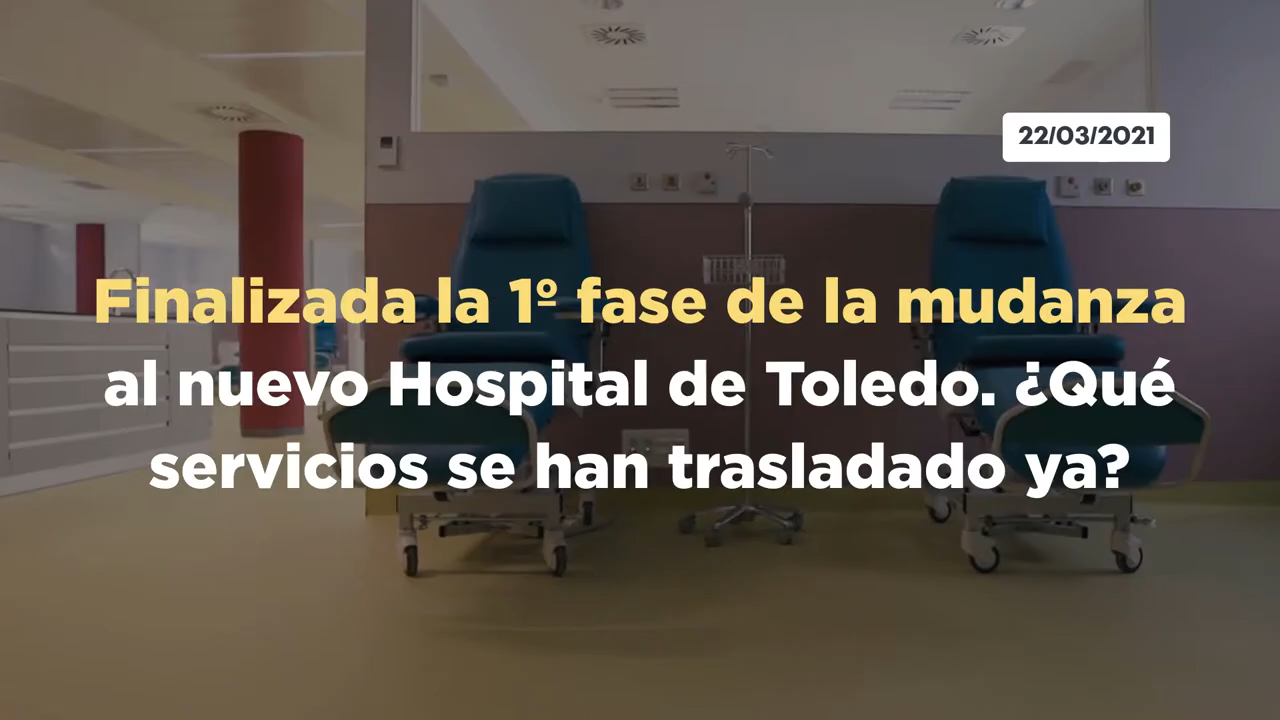 22/03/2021
Finalizada la 1º fase de la mudanza
al nuevo Hospital de Toledo. ¿Qué
servicios se han trasladado ya?